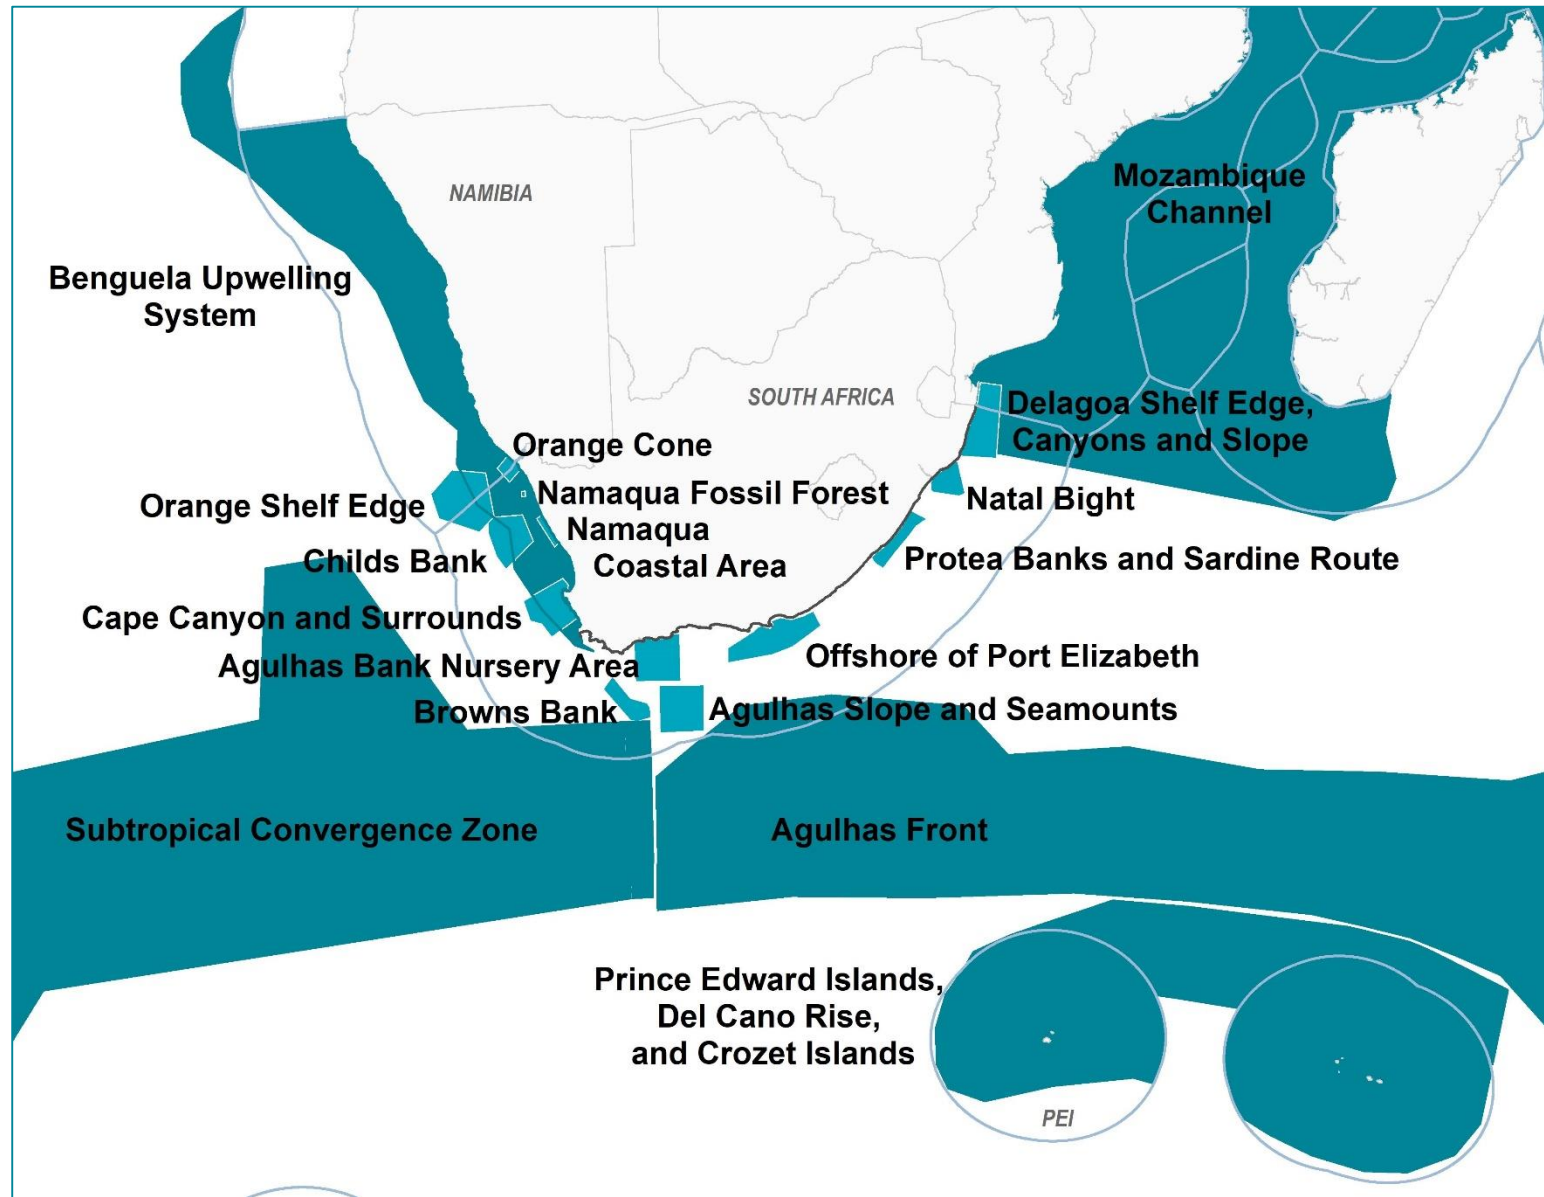 Mozambique
Channel
NAMIBIA
Benguela Upwelling
System
SOUTH AFRICA
Delagoa Shelf Edge,
Canyons and Slope
Orange Cone
Orange Shelf Edge
Namaqua Fossil Forest
Natal Bight
Namaqua
Coastal Area
Childs Bank
Protea Banks and Sardine Route
Cape Canyon and Surrounds
Agulhas Bank Nursery Area
Offshore of Port Elizabeth
Browns Bank
Agulhas Slope and Seamounts
Subtropical Convergence Zone
Agulhas Front
Prince Edward Islands,
Del Cano Rise,
and Crozet Islands
PEI